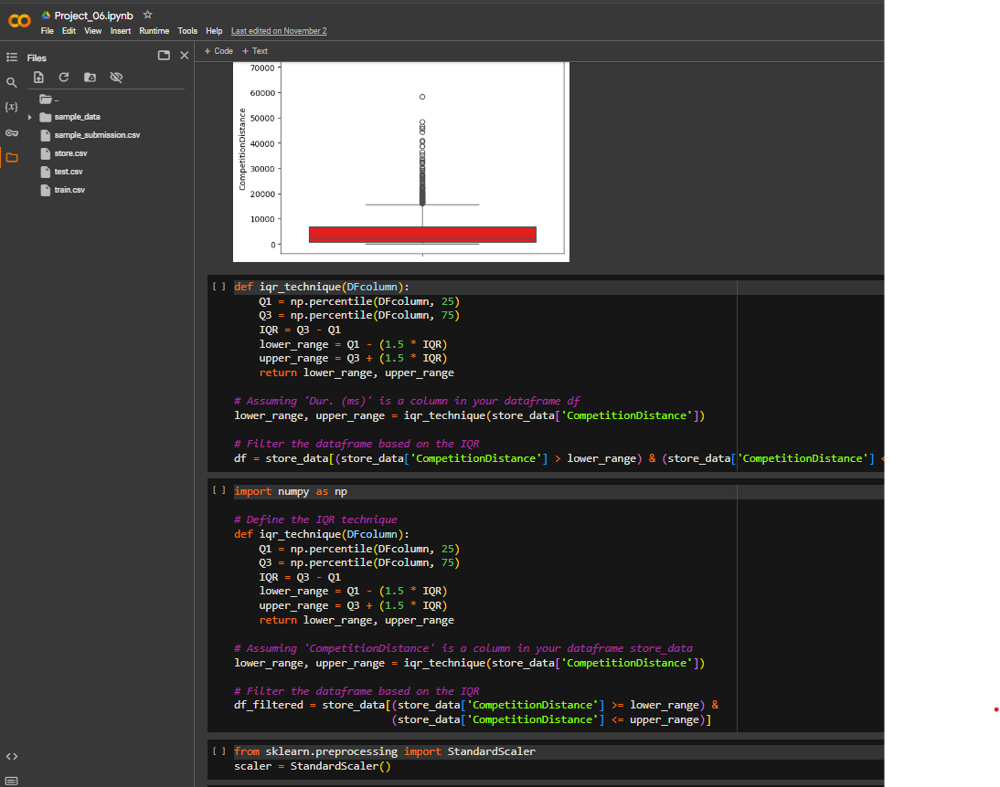 Project_06.ipynb
File Edit View Insert Runtime Tools Help Last edited on November 2
Files
+ Code + Text
..
sample_data
sample_submission.csv
store.csv
test.csv
train.csv
{x}
CompetitionDistance
70000
60000
50000
40000
30000
20000
10000
0
[ ] def iqr_technique(DFcolumn):
Q1 = np.percentile(DFcolumn, 25)
Q3 = np.percentile(DFcolumn, 75)
IQR = Q3 - Q1
lower_range = Q1 - (1.5 * IQR)
upper_range = Q3 + (1.5 * IQR)
return lower_range, upper_range
# Assuming 'Dur. (ms)' is a column in your dataframe df
lower_range, upper_range = iqr_technique(store_data['CompetitionDistance'])
# Filter the dataframe based on the IQR
df = store_data[(store_data['CompetitionDistance'] > lower_range) & (store_data['CompetitionDistance'] <
[ ] import numpy as np
# Define the IQR technique
def iqr_technique(DFcolumn):
Q1 = np.percentile(DFcolumn, 25)
Q3 = np.percentile(DFcolumn, 75)
IQR = Q3 - Q1
lower_range = Q1 - (1.5 * IQR)
upper_range = Q3 + (1.5 * IQR)
return lower_range, upper_range
# Assuming 'CompetitionDistance' is a column in your dataframe store_data
lower_range, upper_range = iqr_technique(store_data['CompetitionDistance'])
# Filter the dataframe based on the IQR
df_filtered = store_data[(store_data['CompetitionDistance'] >= lower_range) &
(store_data['CompetitionDistance'] <= upper_range)]
[ ] from sklearn.preprocessing import StandardScaler
scaler = StandardScaler()